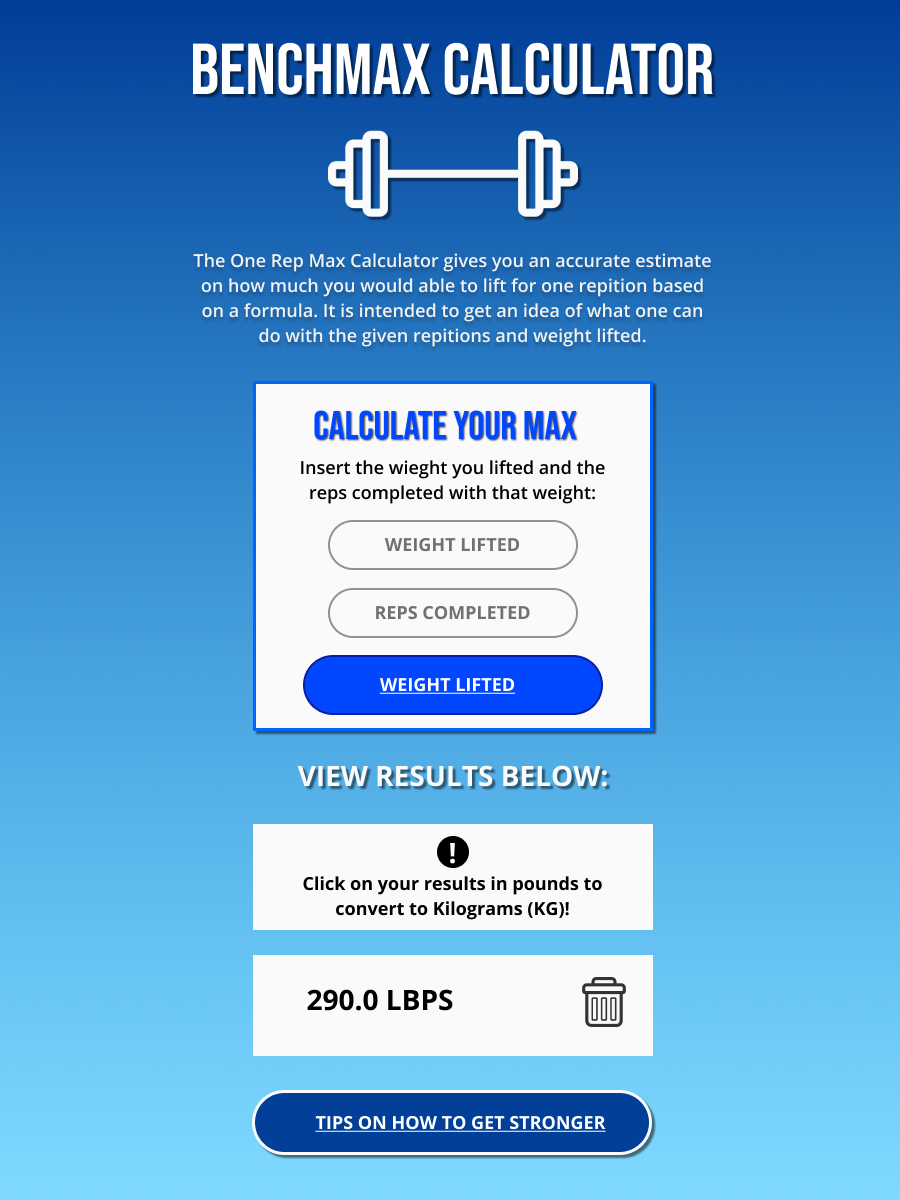 BENCHMAX CALCULATOR
The One Rep Max Calculator gives you an accurate estimate
on how much you would able to lift for one repition based
on a formula. It is intended to get an idea of what one can
do with the given repitions and weight lifted.
CALCULATE YOUR MAX
Insert the wieght you lifted and the
reps completed with that weight:
WEIGHT LIFTED
REPS COMPLETED
WEIGHT LIFTED
VIEW RESULTS BELOW:
!
Click on your results in pounds to
convert to Kilograms (KG)!
290.0 LBPS
TIPS ON HOW TO GET STRONGER